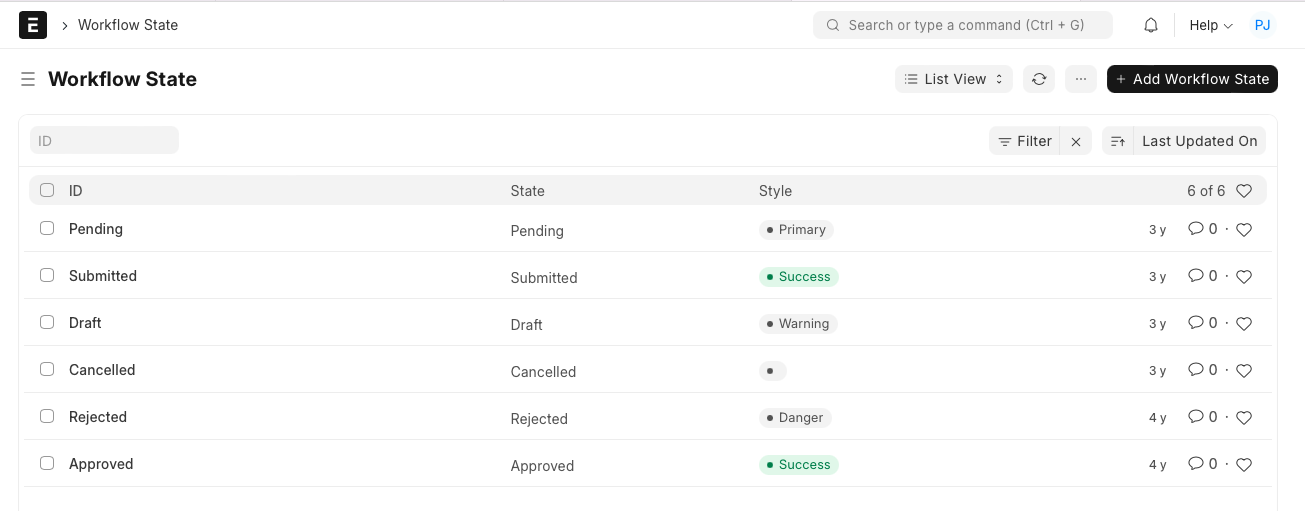 E > Workflow State Search or type a command (Ctrl + G) Help PJ
Workflow State List View ... + Add Workflow State
ID Filter × Last Updated On
ID State Style 6 of 6
Pending Pending Primary 3 y 0 ·
Submitted Submitted Success 3 y 0 ·
Draft Draft Warning 3 y 0 ·
Cancelled Cancelled 3 y 0 ·
Rejected Rejected Danger 4 y 0 ·
Approved Approved Success 4 y 0 ·